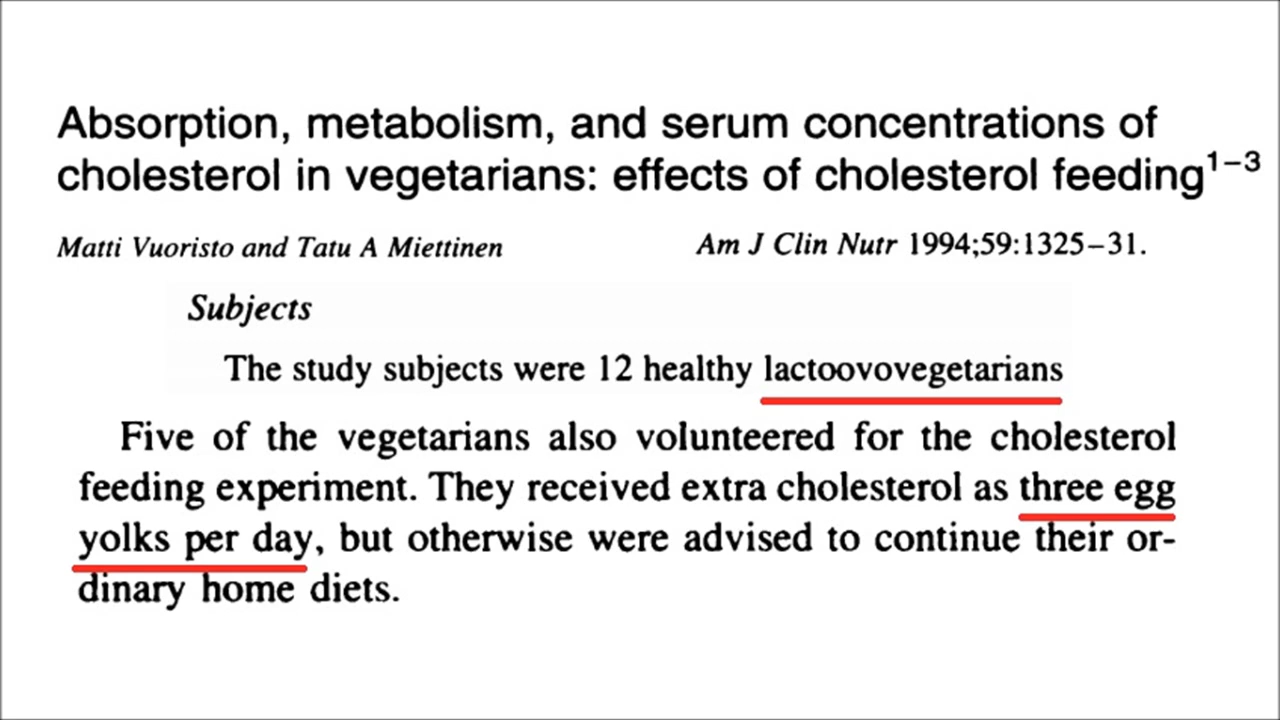 Absorption, metabolism, and serum concentrations of
cholesterol in vegetarians: effects of cholesterol feeding¹⁻³
Matti Vuoristo and Tatu A Miettinen
Am J Clin Nutr 1994;59:1325–31.
Subjects
The study subjects were 12 healthy lactoovovegetarians
Five of the vegetarians also volunteered for the cholesterol
feeding experiment. They received extra cholesterol as three egg
yolks per day, but otherwise were advised to continue their or-
dinary home diets.